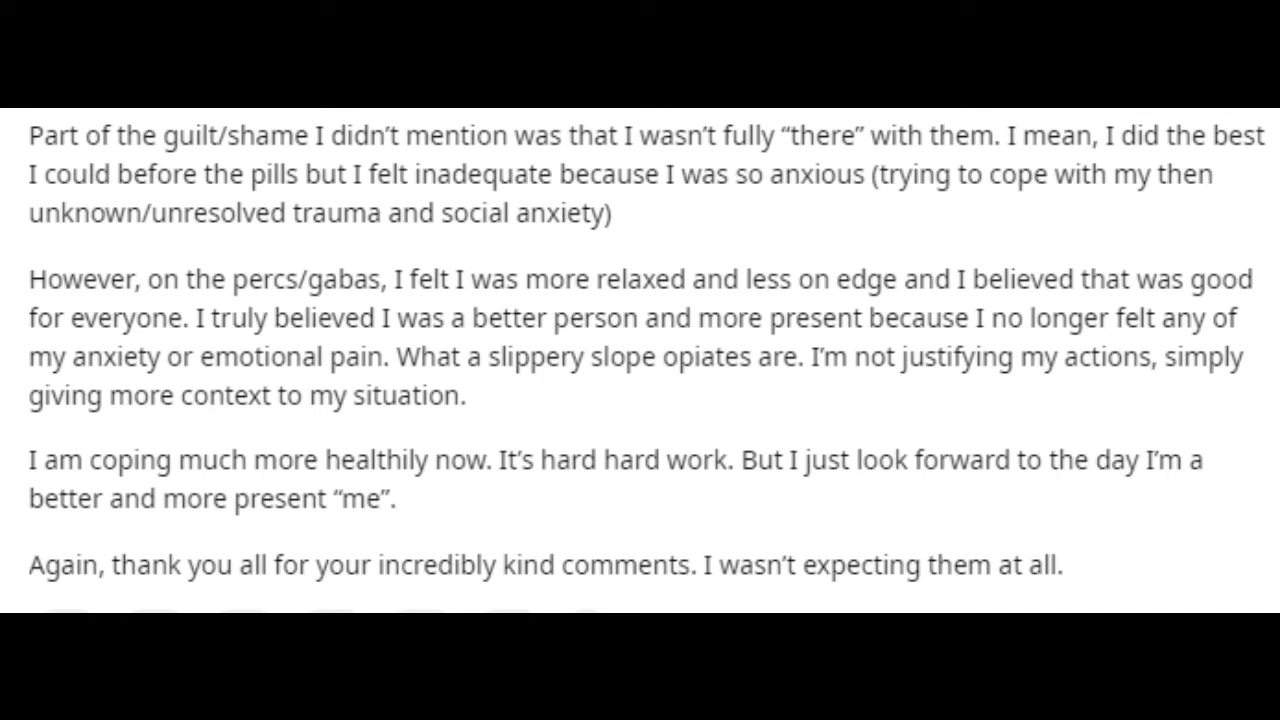 Part of the guilt/shame I didn’t mention was that I wasn’t fully “there” with them. I mean, I did the best
I could before the pills but I felt inadequate because I was so anxious (trying to cope with my then
unknown/unresolved trauma and social anxiety)
However, on the percs/gabas, I felt I was more relaxed and less on edge and I believed that was good
for everyone. I truly believed I was a better person and more present because I no longer felt any of
my anxiety or emotional pain. What a slippery slope opiates are. I’m not justifying my actions, simply
giving more context to my situation.
I am coping much more healthily now. It’s hard hard work. But I just look forward to the day I’m a
better and more present “me”.
Again, thank you all for your incredibly kind comments. I wasn’t expecting them at all.